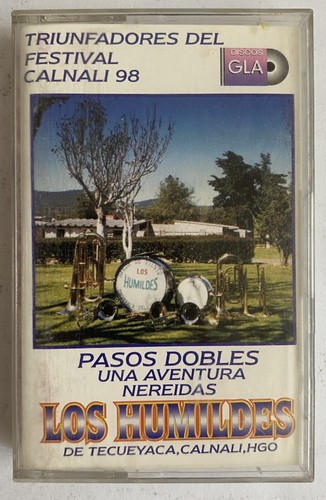 TRIUNFADORES DEL
FESTIVAL
CALNALI 98
DISCOS
GLA
LOS
HUMILDES
PASOS DOBLES
UNA AVENTURA
NEREIDAS
LOS HUMILDES
DE TECUEYACA,CALNALI,HGO